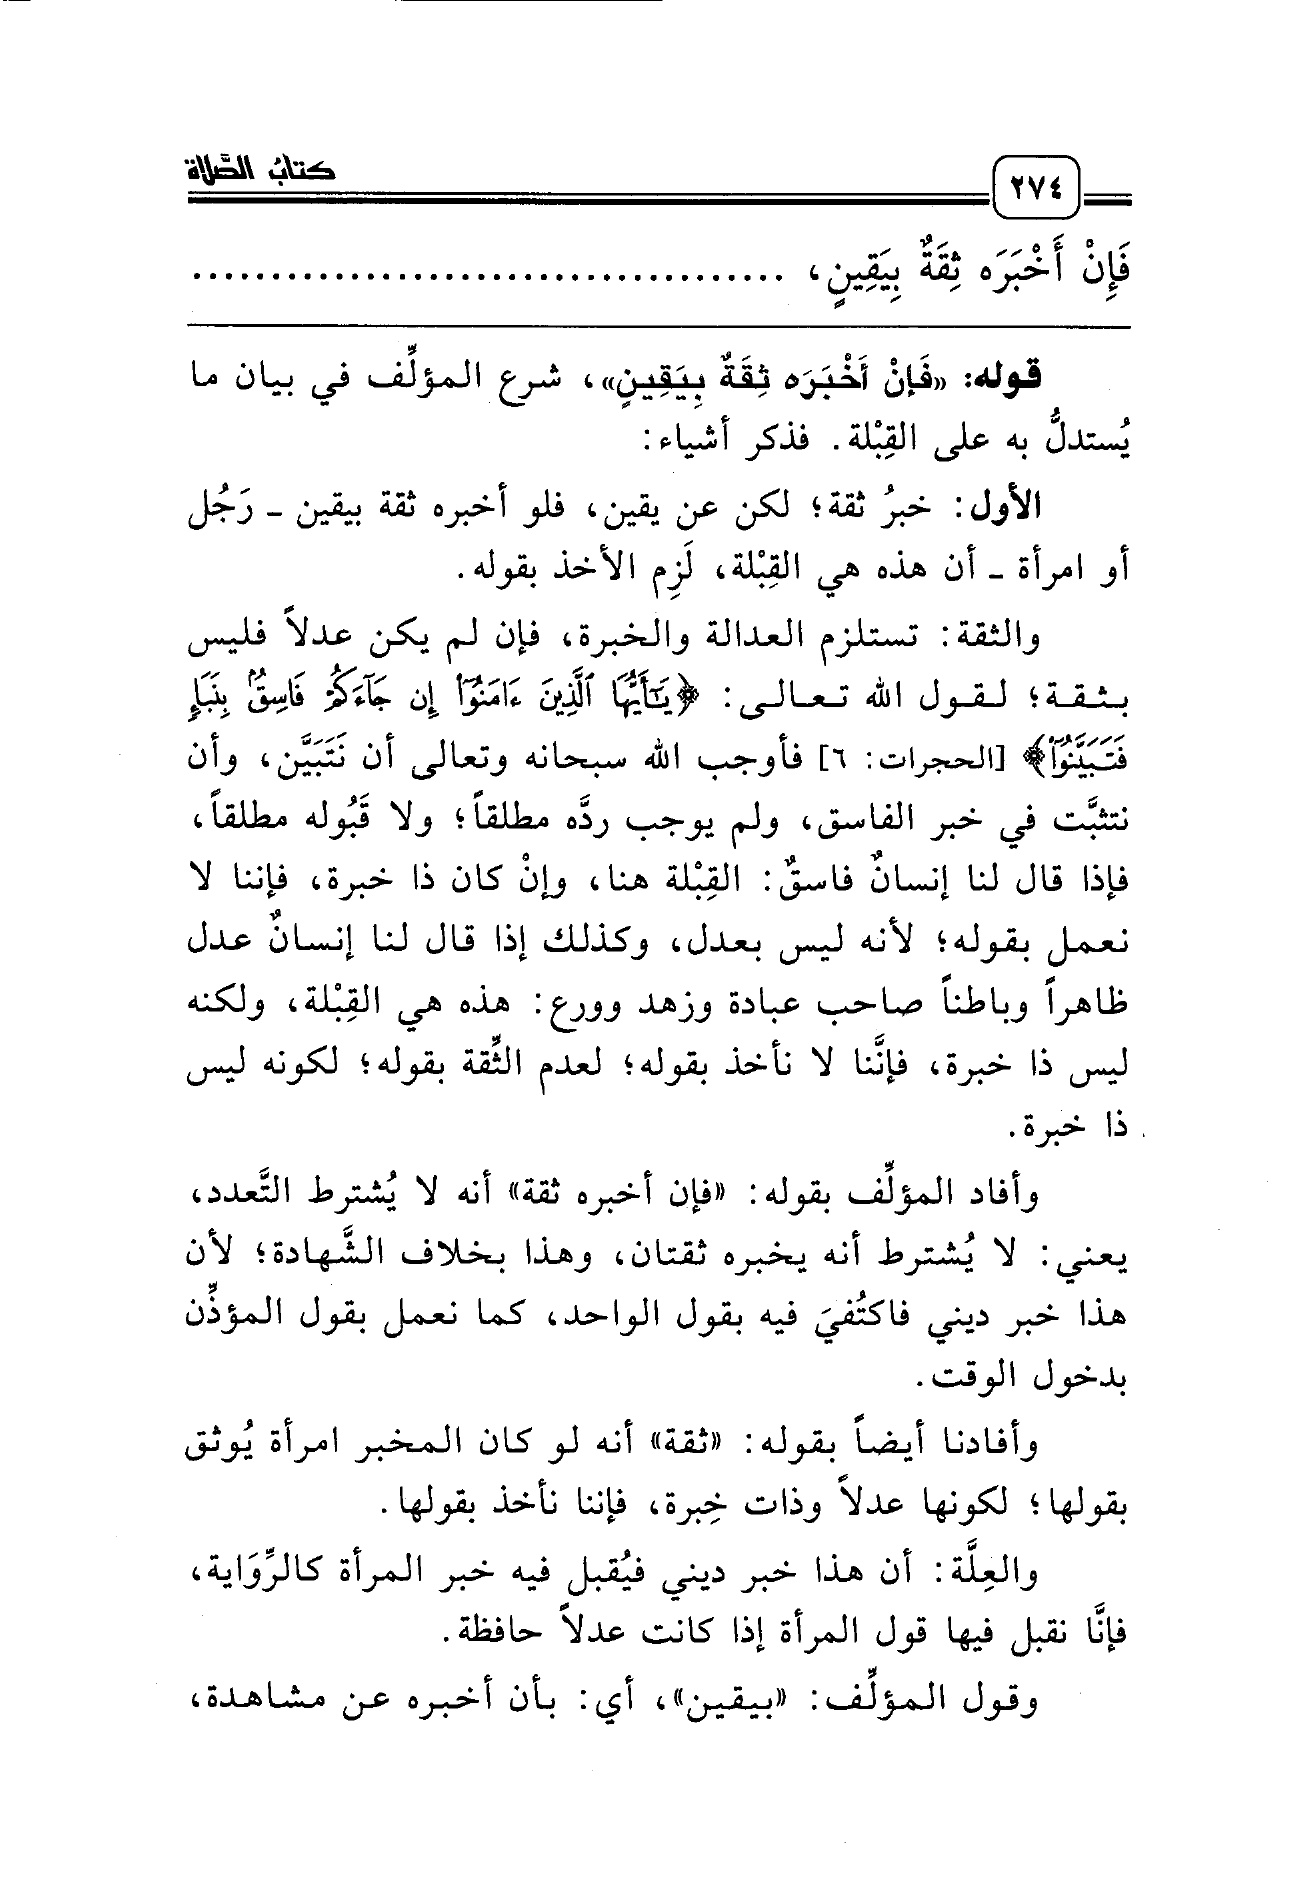 كتابُ الصَّلاة
٢٧٤
فَإِنْ أَخْبَرَه ثِقَةٌ بِيَقِينٍ، .....................................
قوله: «فَإنْ أخْبَرَه ثِقَةٌ بِيَقِينٍ»، شرع المؤلِّف في بيان ما
يُستدلُّ به على القِبْلة. فذكر أشياء:
الأول: خبرُ ثقة؛ لكن عن يقين، فلو أخبره ثقة بيقين ـ رَجُل
أو امرأة ـ أن هذه هي القِبْلة، لَزِم الأخذ بقوله.
والثقة: تستلزم العدالة والخبرة، فإن لم يكن عدلاً فليس
بثقة؛ لقول الله تعالى: ﴿يَٰٓأَيُّهَا ٱلَّذِينَ ءَامَنُوٓا۟ إِن جَآءَكُمْ فَاسِقٌۢ بِنَبَإٍ
فَتَبَيَّنُوٓا۟﴾ [الحجرات: ٦] فأوجب الله سبحانه وتعالى أن نَتَبَيَّن، وأن
نتثبَّت في خبر الفاسق، ولم يوجب ردَّه مطلقاً؛ ولا قَبُوله مطلقاً،
فإذا قال لنا إنسانٌ فاسقٌ: القِبْلة هنا، وإنْ كان ذا خبرة، فإننا لا
نعمل بقوله؛ لأنه ليس بعدل، وكذلك إذا قال لنا إنسانٌ عدل
ظاهراً وباطناً صاحب عبادة وزهد وورع: هذه هي القِبْلة، ولكنه
ليس ذا خبرة، فإنَّنا لا نأخذ بقوله؛ لعدم الثِّقة بقوله؛ لكونه ليس
ذا خبرة.
وأفاد المؤلِّف بقوله: «فإن أخبره ثقة» أنه لا يُشترط التَّعدد،
يعني: لا يُشترط أنه يخبره ثقتان، وهذا بخلاف الشَّهادة؛ لأن
هذا خبر ديني فاكتُفيَ فيه بقول الواحد، كما نعمل بقول المؤذِّن
بدخول الوقت.
وأفادنا أيضاً بقوله: «ثقة» أنه لو كان المخبر امرأة يُوثق
بقولها؛ لكونها عدلاً وذات خِبرة، فإننا نأخذ بقولها.
والعِلَّة: أن هذا خبر ديني فيُقبل فيه خبر المرأة كالرِّوَاية،
فإنَّا نقبل فيها قول المرأة إذا كانت عدلاً حافظة.
وقول المؤلِّف: «بيقين»، أي: بأن أخبره عن مشاهدة،